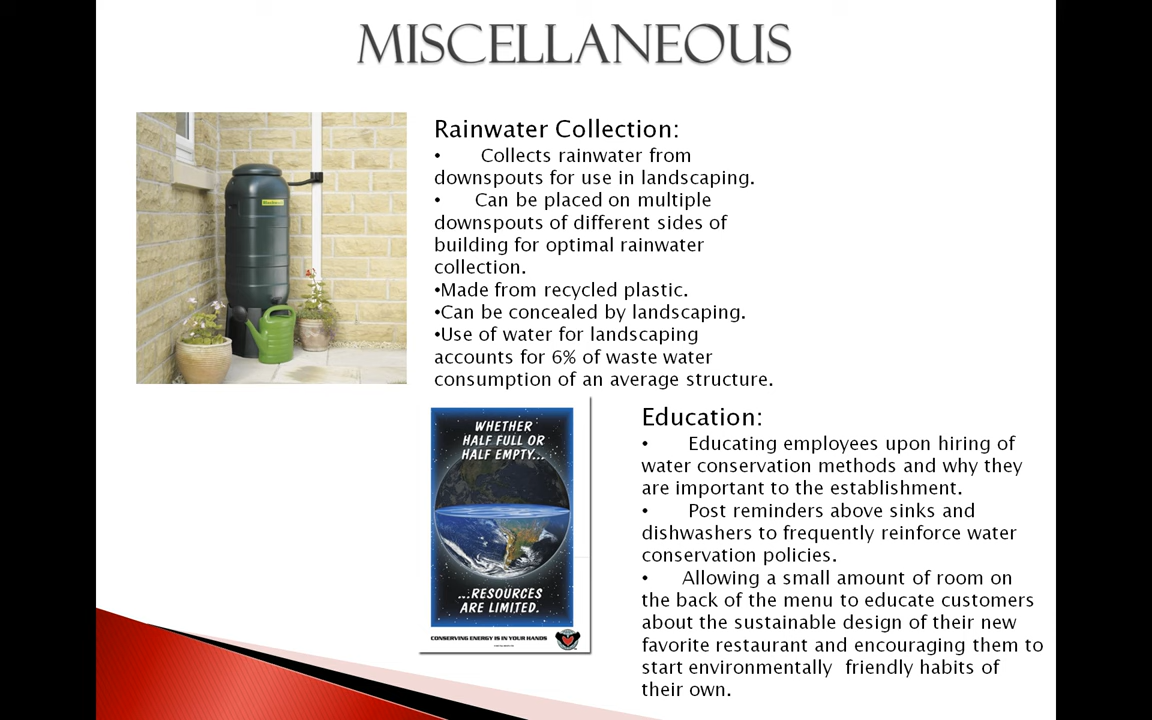 MISCELLANEOUS
Rainwater Collection:
• Collects rainwater from
downspouts for use in landscaping.
• Can be placed on multiple
downspouts of different sides of
building for optimal rainwater
collection.
•Made from recycled plastic.
•Can be concealed by landscaping.
•Use of water for landscaping
accounts for 6% of waste water
consumption of an average structure.
WHETHER
HALF FULL OR
HALF EMPTY...
...RESOURCES
ARE LIMITED.
CONSERVING ENERGY IS IN YOUR HANDS
Education:
• Educating employees upon hiring of
water conservation methods and why they
are important to the establishment.
• Post reminders above sinks and
dishwashers to frequently reinforce water
conservation policies.
• Allowing a small amount of room on
the back of the menu to educate customers
about the sustainable design of their new
favorite restaurant and encouraging them to
start environmentally friendly habits of
their own.